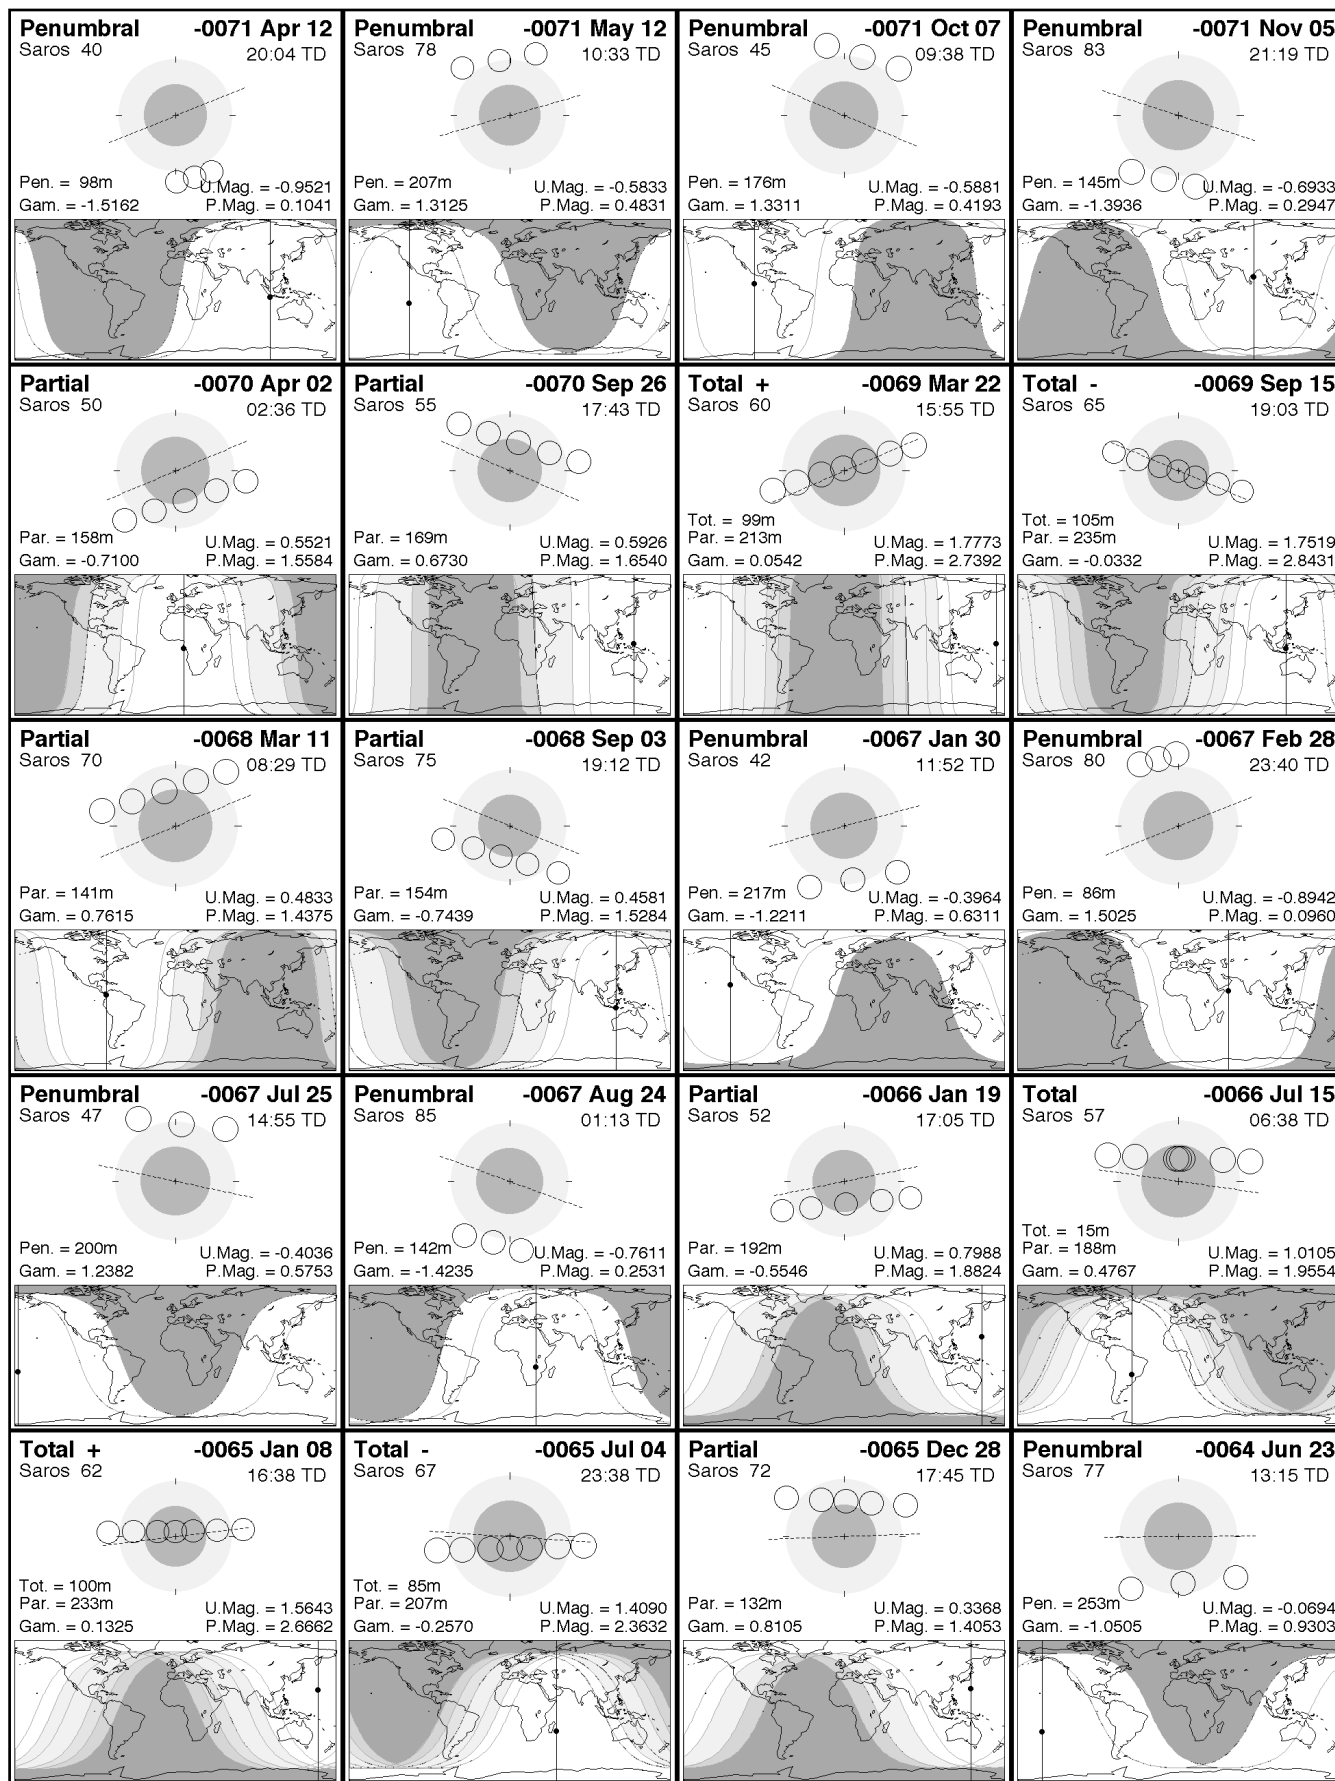 Penumbral -0071 Apr 12
Saros 40 20:04 TD
Pen. = 98m U.Mag. = -0.9521
Gam. = -1.5162 P.Mag. = 0.1041
Penumbral -0071 May 12
Saros 78 10:33 TD
Pen. = 207m U.Mag. = -0.5833
Gam. = 1.3125 P.Mag. = 0.4831
Penumbral -0071 Oct 07
Saros 45 09:38 TD
Pen. = 176m U.Mag. = -0.5881
Gam. = 1.3311 P.Mag. = 0.4193
Penumbral -0071 Nov 05
Saros 83 21:19 TD
Pen. = 145m U.Mag. = -0.6933
Gam. = -1.3936 P.Mag. = 0.2947
Partial -0070 Apr 02
Saros 50 02:36 TD
Par. = 158m U.Mag. = 0.5521
Gam. = -0.7100 P.Mag. = 1.5584
Partial -0070 Sep 26
Saros 55 17:43 TD
Par. = 169m U.Mag. = 0.5926
Gam. = 0.6730 P.Mag. = 1.6540
Total + -0069 Mar 22
Saros 60 15:55 TD
Tot. = 99m
Par. = 213m U.Mag. = 1.7773
Gam. = 0.0542 P.Mag. = 2.7392
Total - -0069 Sep 15
Saros 65 19:03 TD
Tot. = 105m
Par. = 235m U.Mag. = 1.7519
Gam. = -0.0332 P.Mag. = 2.8431
Partial -0068 Mar 11
Saros 70 08:29 TD
Par. = 141m U.Mag. = 0.4833
Gam. = 0.7615 P.Mag. = 1.4375
Partial -0068 Sep 03
Saros 75 19:12 TD
Par. = 154m U.Mag. = 0.4581
Gam. = -0.7439 P.Mag. = 1.5284
Penumbral -0067 Jan 30
Saros 42 11:52 TD
Pen. = 217m U.Mag. = -0.3964
Gam. = -1.2211 P.Mag. = 0.6311
Penumbral -0067 Feb 28
Saros 80 23:40 TD
Pen. = 86m U.Mag. = -0.8942
Gam. = 1.5025 P.Mag. = 0.0960
Penumbral -0067 Jul 25
Saros 47 14:55 TD
Pen. = 200m U.Mag. = -0.4036
Gam. = 1.2382 P.Mag. = 0.5753
Penumbral -0067 Aug 24
Saros 85 01:13 TD
Pen. = 142m U.Mag. = -0.7611
Gam. = -1.4235 P.Mag. = 0.2531
Partial -0066 Jan 19
Saros 52 17:05 TD
Par. = 192m U.Mag. = 0.7988
Gam. = -0.5546 P.Mag. = 1.8824
Total -0066 Jul 15
Saros 57 06:38 TD
Tot. = 15m
Par. = 188m U.Mag. = 1.0105
Gam. = 0.4767 P.Mag. = 1.9554
Total + -0065 Jan 08
Saros 62 16:38 TD
Tot. = 100m
Par. = 233m U.Mag. = 1.5643
Gam. = 0.1325 P.Mag. = 2.6662
Total - -0065 Jul 04
Saros 67 23:38 TD
Tot. = 85m
Par. = 207m U.Mag. = 1.4090
Gam. = -0.2570 P.Mag. = 2.3632
Partial -0065 Dec 28
Saros 72 17:45 TD
Par. = 132m U.Mag. = 0.3368
Gam. = 0.8105 P.Mag. = 1.4053
Penumbral -0064 Jun 23
Saros 77 13:15 TD
Pen. = 253m U.Mag. = -0.0694
Gam. = -1.0505 P.Mag. = 0.9303